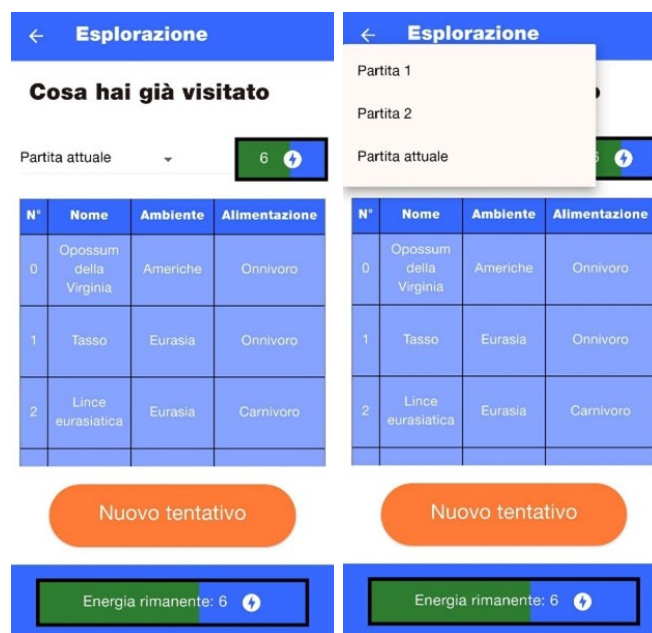 Esplorazione
Cosa hai già visitato
Partita attuale
6
N° Nome Ambiente Alimentazione
0 Opossum della Virginia Americhe Onnivoro
1 Tasso Eurasia Onnivoro
2 Lince eurasiatica Eurasia Carnivoro
Nuovo tentativo
Energia rimanente: 6
Esplorazione
Partita 1
Partita 2
Partita attuale
6
N° Nome Ambiente Alimentazione
0 Opossum della Virginia Americhe Onnivoro
1 Tasso Eurasia Onnivoro
2 Lince eurasiatica Eurasia Carnivoro
Nuovo tentativo
Energia rimanente: 6